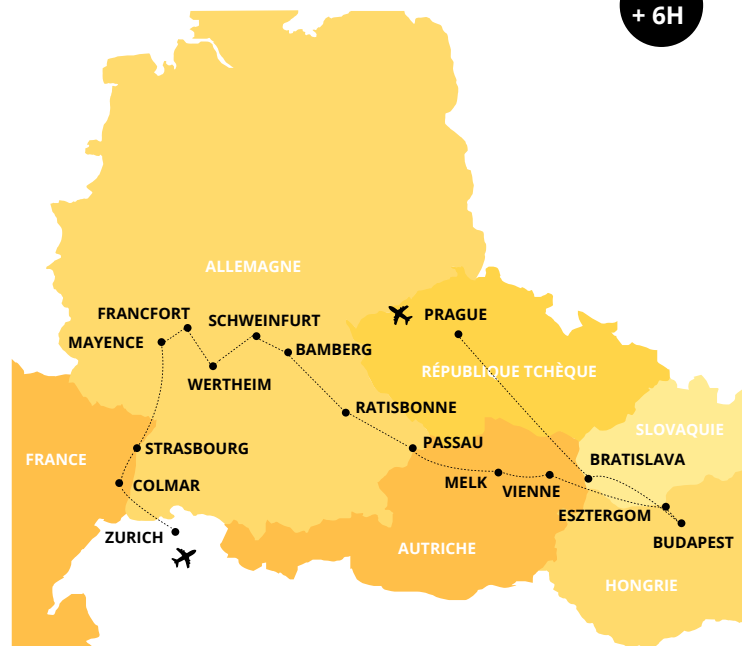 + 6H
ALLEMAGNE
FRANCFORT
SCHWEINFURT
PRAGUE
MAYENCE
BAMBERG
RÉPUBLIQUE TCHÈQUE
WERTHEIM
RATISBONNE
SLOVAQUIE
PASSAU
STRASBOURG
FRANCE
BRATISLAVA
MELK
VIENNE
COLMAR
ESZTERGOM
ZURICH
BUDAPEST
AUTRICHE
HONGRIE